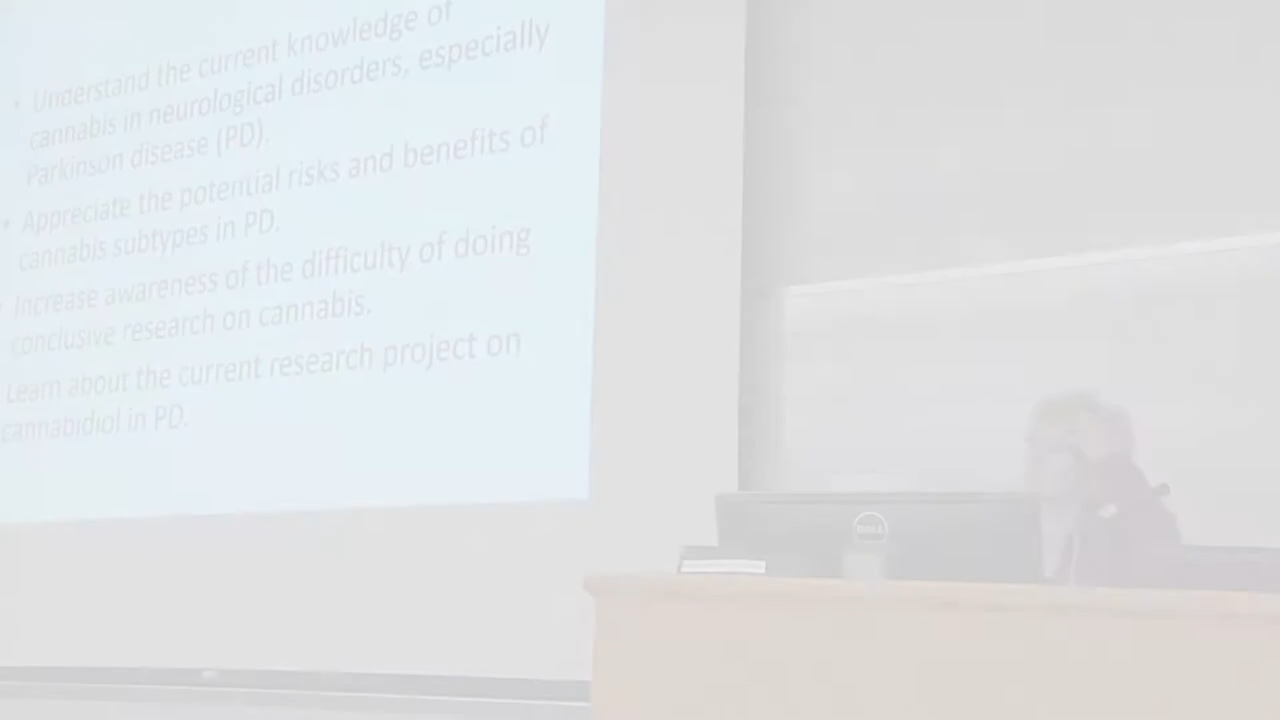 • Understand the current knowledge of
cannabis in neurological disorders, especially
Parkinson disease (PD).
• Appreciate the potential risks and benefits of
cannabis subtypes in PD.
• Increase awareness of the difficulty of doing
conclusive research on cannabis.
Learn about the current research project on
cannabidiol in PD.
DELL